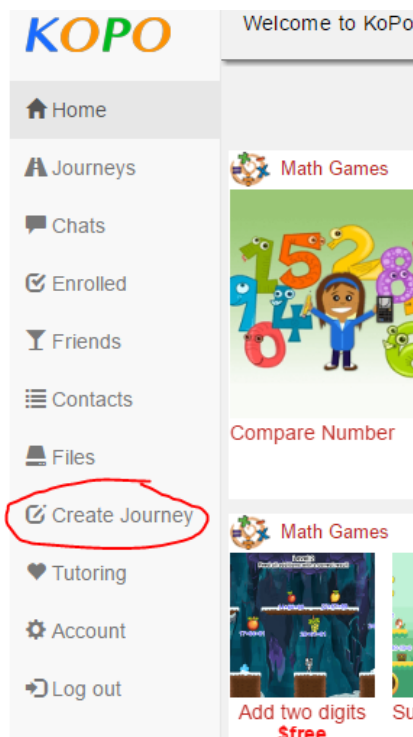 KOPO
Welcome to KoPo
Home
Journeys
Chats
Enrolled
Friends
Contacts
Files
Create Journey
Tutoring
Account
Log out
Math Games
Compare Number
Math Games
Add two digits
Su
$free